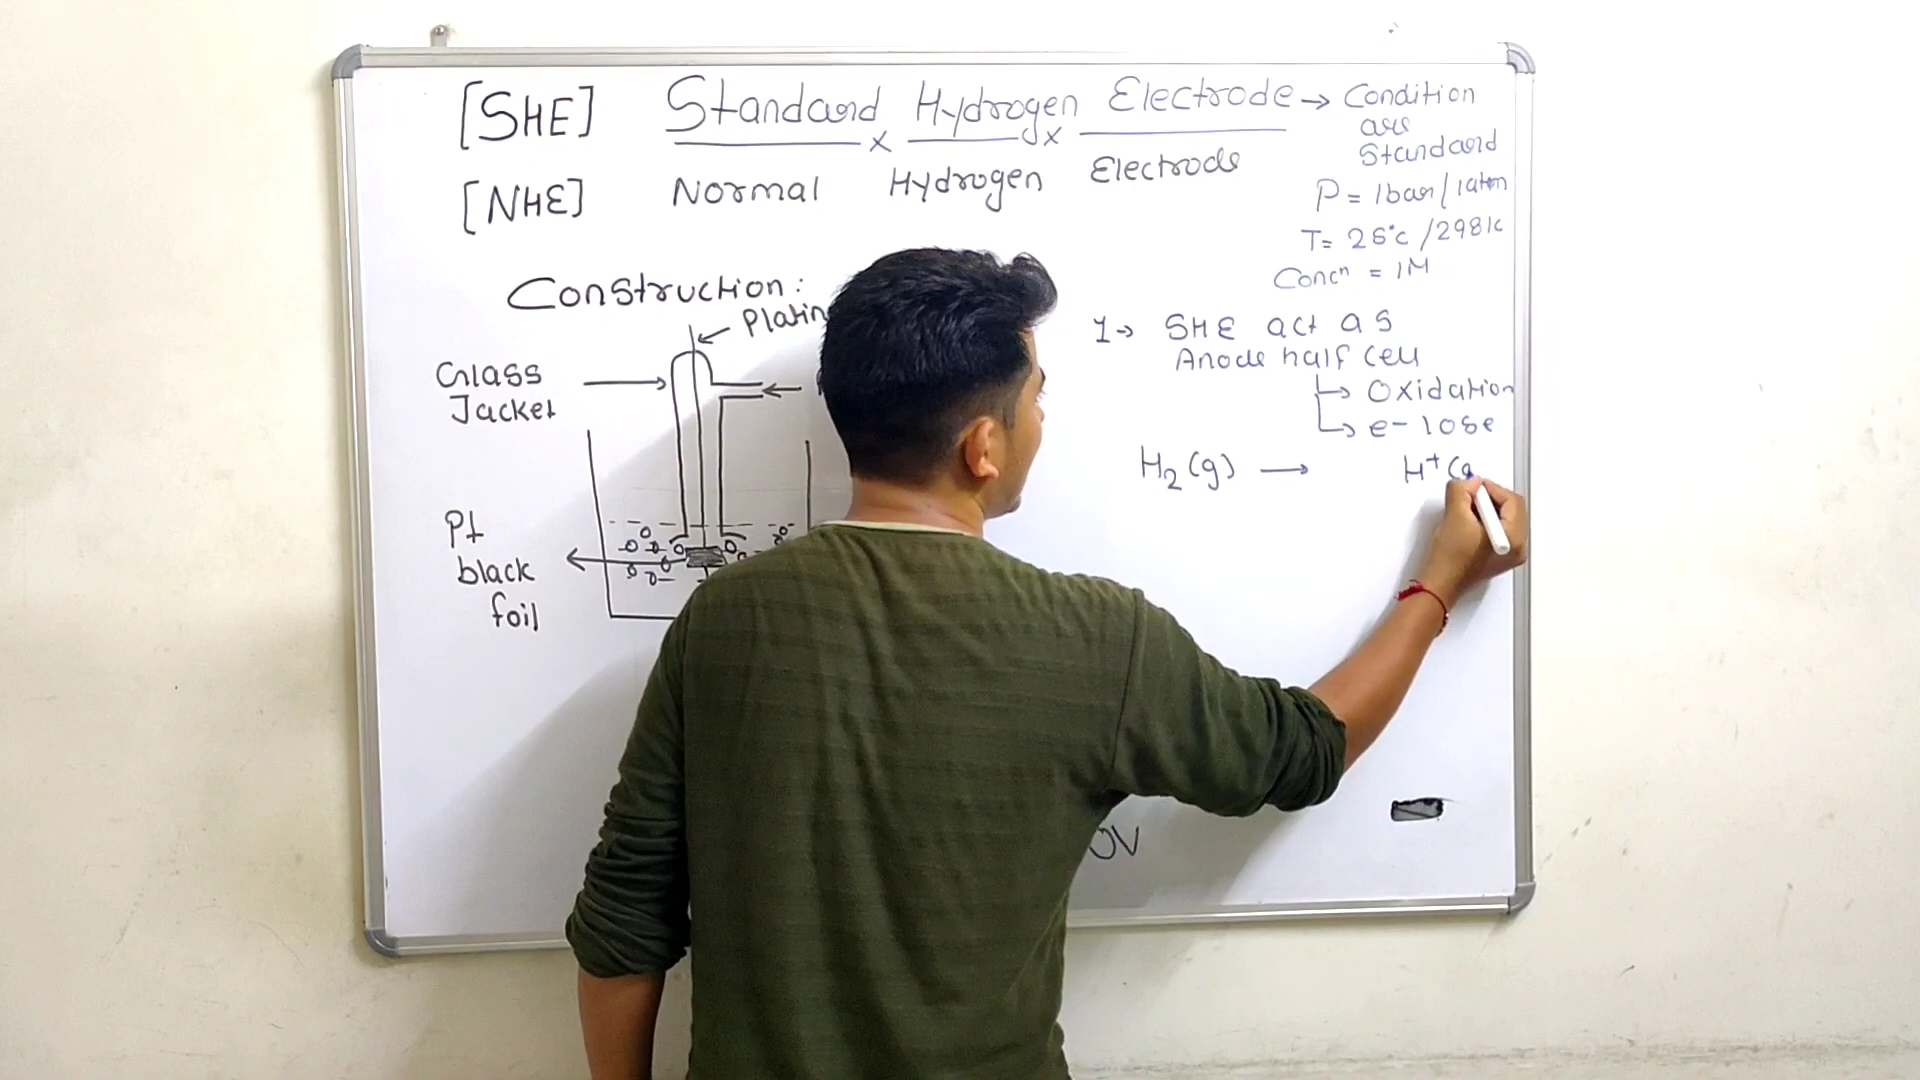 [SHE] Standard Hydrogen Electrode → Condition
are
Standard
[NHE] Normal Hydrogen Electrode
P = 1bar / 1atm
T = 25°c / 298K
Concⁿ = 1M
Construction:
Glass
Jacket
Pt
black
foil
1→ SHE act as
Anode half cell
↳ Oxidation
↳ e- lose
H₂(g) → H⁺(a
0V